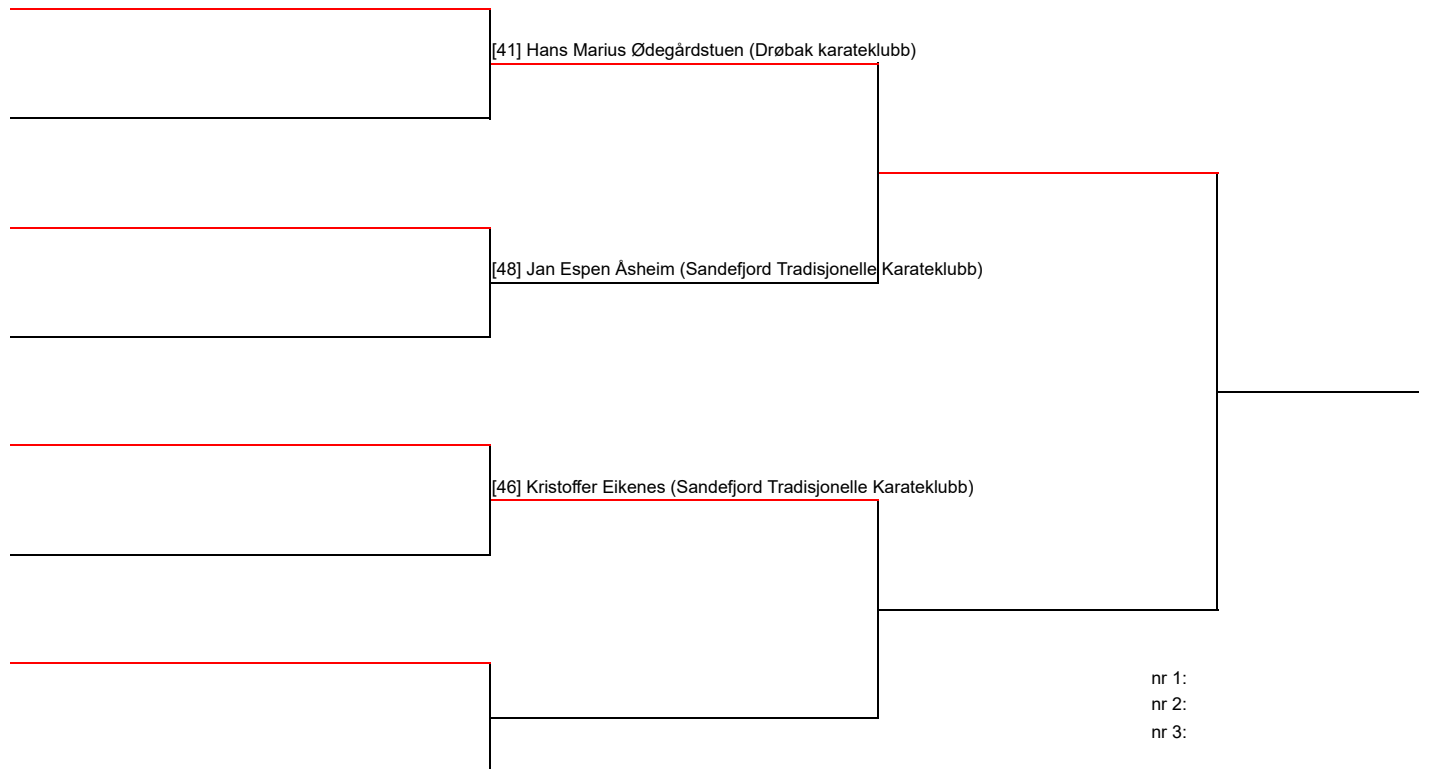 [41] Hans Marius Ødegårdstuen (Drøbak karateklubb)
[48] Jan Espen Åsheim (Sandefjord Tradisjonelle Karateklubb)
[46] Kristoffer Eikenes (Sandefjord Tradisjonelle Karateklubb)
nr 1:
nr 2:
nr 3: